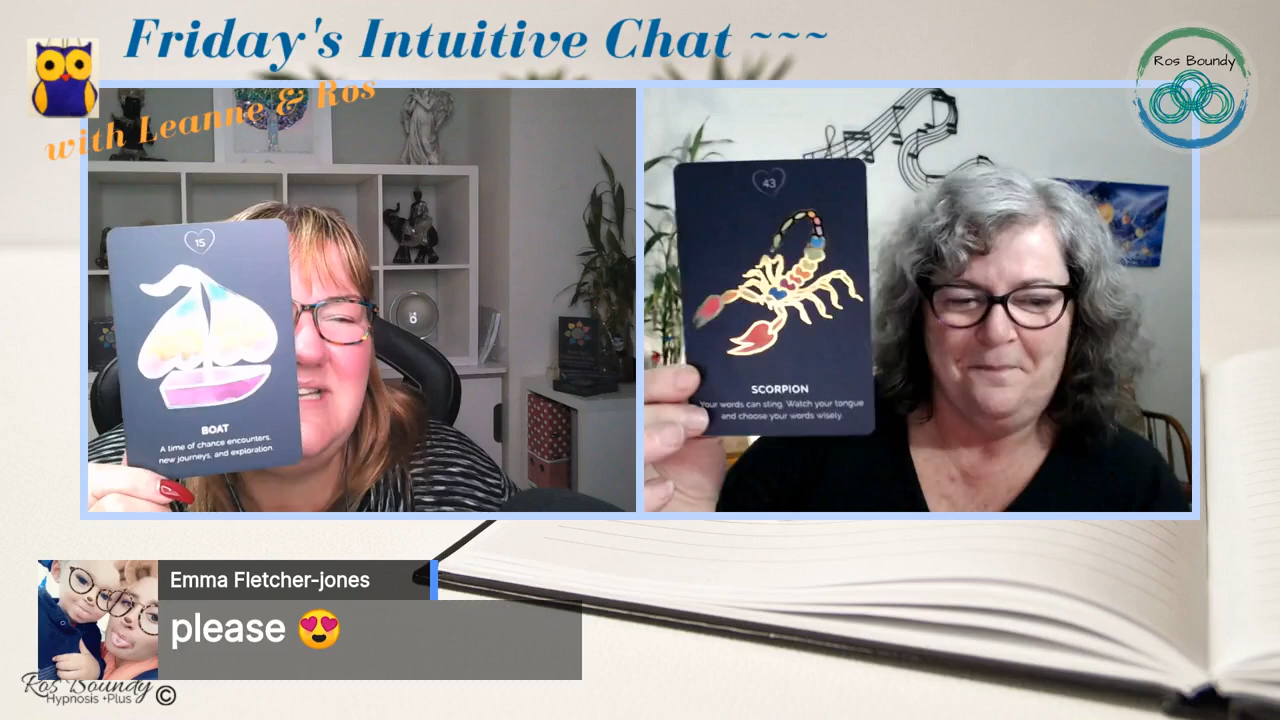 Friday's Intuitive Chat ~~~
with Leanne & Ros
Ros Boundy
15
BOAT
A time of chance encounters,
new journeys, and exploration.
43
SCORPION
Your words can sting. Watch your tongue
and choose your words wisely.
Emma Fletcher-jones
please 😍
Ros Boundy
Hypnosis +Plus ©